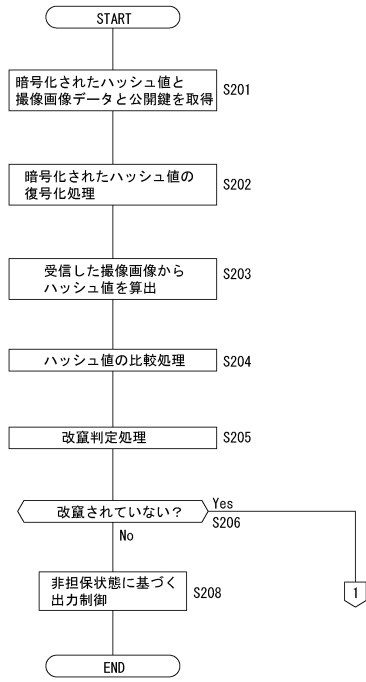 START
暗号化されたハッシュ値と
撮像画像データと公開鍵を取得
S201
暗号化されたハッシュ値の
復号化処理
S202
受信した撮像画像から
ハッシュ値を算出
S203
ハッシュ値の比較処理
S204
改竄判定処理
S205
改竄されていない？
Yes
S206
No
非担保状態に基づく
出力制御
S208
1
END